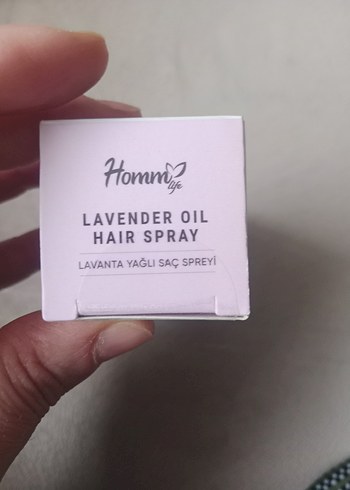 Homm
life
LAVENDER OIL
HAIR SPRAY
LAVANTA YAĞLI SAÇ SPREYİ